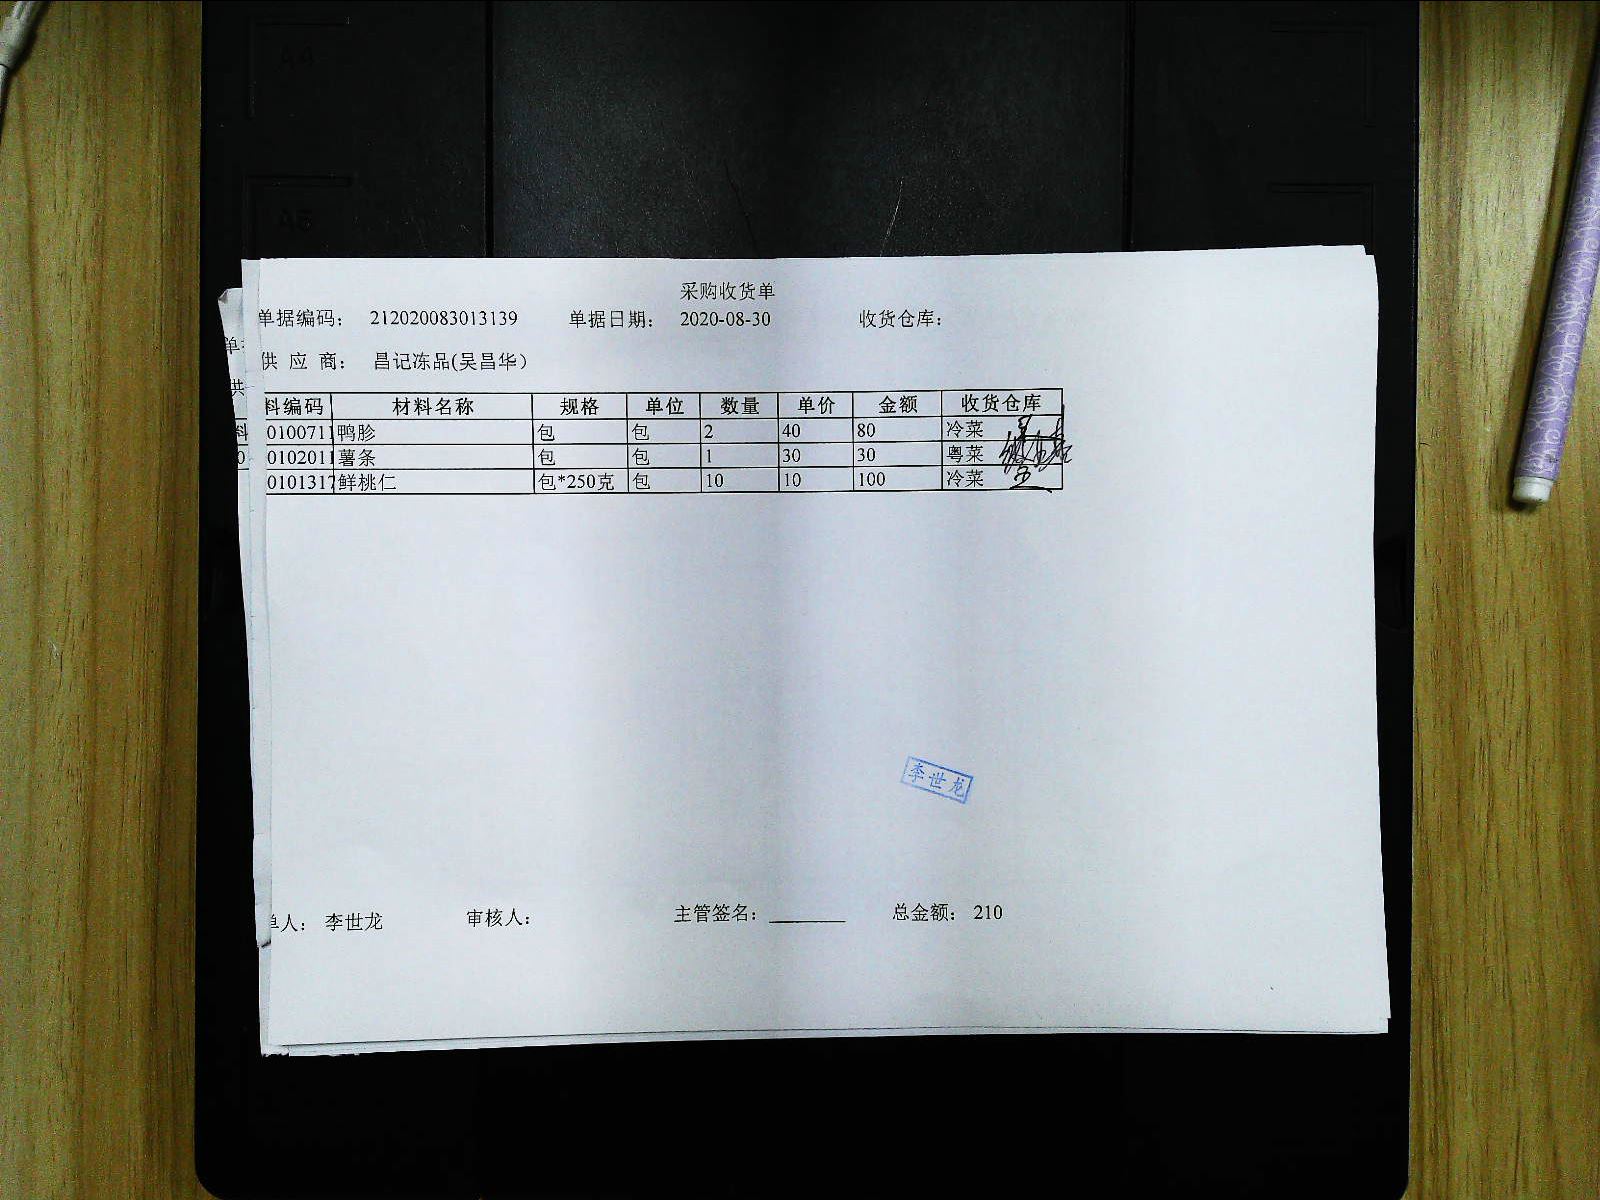 A4
A5
采购收货单
单据编码： 212020083013139 单据日期： 2020-08-30 收货仓库：
供 应 商： 昌记冻品(吴昌华）
料编码 材料名称 规格 单位 数量 单价 金额 收货仓库
0100711 鸭胗 包 包 2 40 80 冷菜
0102011 薯条 包 包 1 30 30 粤菜
0101317 鲜桃仁 包*250克 包 10 10 100 冷菜
李世龙
单人： 李世龙 审核人： 主管签名： 总金额： 210